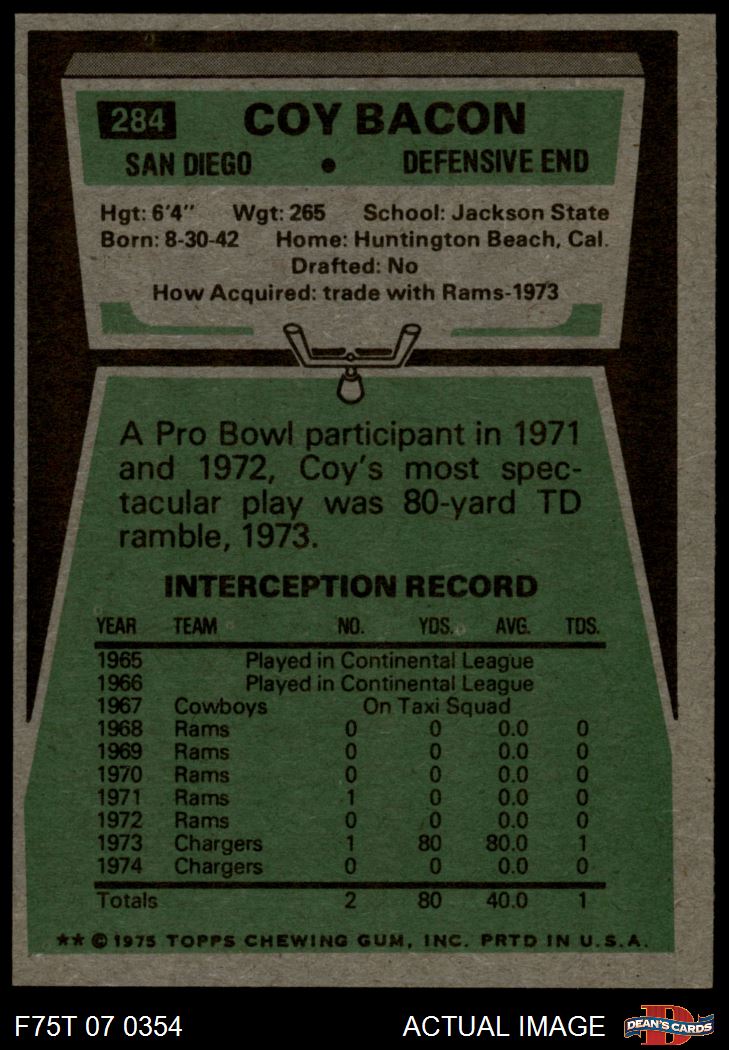 284 COY BACON
SAN DIEGO • DEFENSIVE END
Hgt: 6'4" Wgt: 265 School: Jackson State
Born: 8-30-42 Home: Huntington Beach, Cal.
Drafted: No
How Acquired: trade with Rams-1973
A Pro Bowl participant in 1971
and 1972, Coy's most spec-
tacular play was 80-yard TD
ramble, 1973.
INTERCEPTION RECORD
YEAR TEAM NO. YDS. AVG. TDS.
1965 Played in Continental League
1966 Played in Continental League
1967 Cowboys On Taxi Squad
1968 Rams 0 0 0.0 0
1969 Rams 0 0 0.0 0
1970 Rams 0 0 0.0 0
1971 Rams 1 0 0.0 0
1972 Rams 0 0 0.0 0
1973 Chargers 1 80 80.0 1
1974 Chargers 0 0 0.0 0
Totals 2 80 40.0 1
** © 1975 TOPPS CHEWING GUM, INC. PRTD IN U.S.A.
F75T 07 0354 ACTUAL IMAGE D DEAN'S CARDS